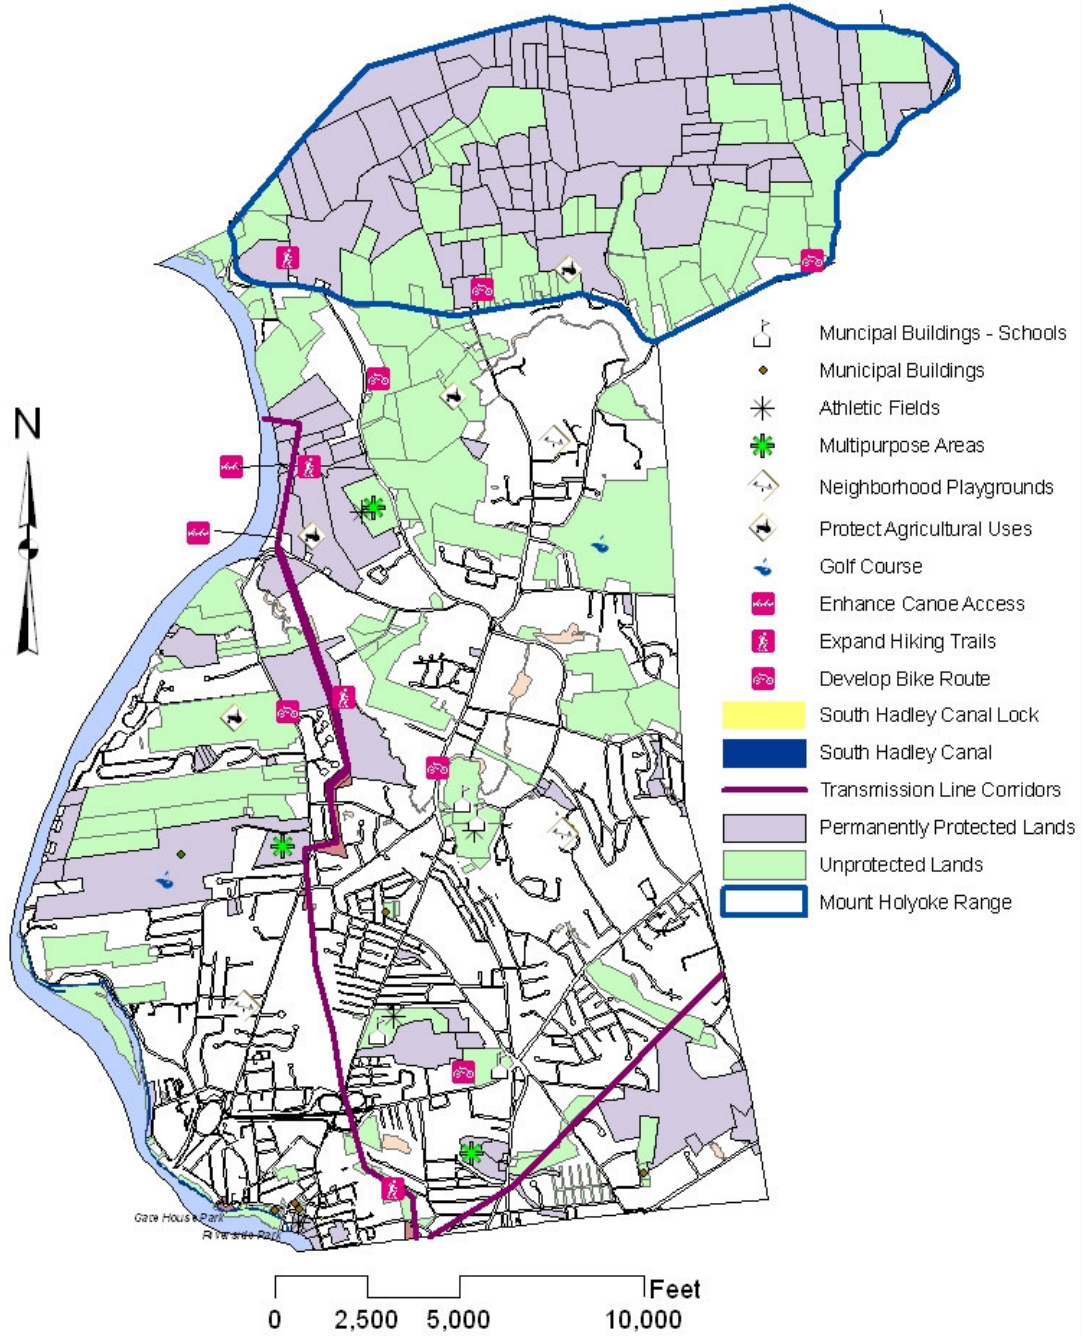 N
Muncipal Buildings - Schools
Municipal Buildings
Athletic Fields
Multipurpose Areas
Neighborhood Playgrounds
Protect Agricultural Uses
Golf Course
Enhance Canoe Access
Expand Hiking Trails
Develop Bike Route
South Hadley Canal Lock
South Hadley Canal
Transmission Line Corridors
Permanently Protected Lands
Unprotected Lands
Mount Holyoke Range
Gate House Park
Riverside Park
Feet
0 2,500 5,000 10,000